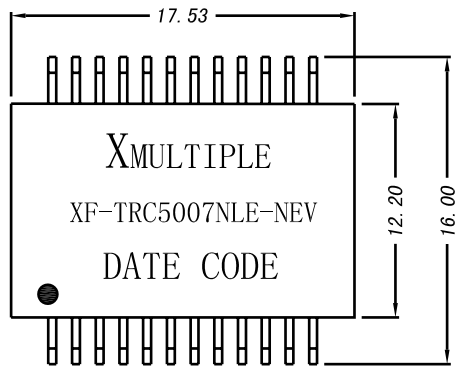 17.53
XMULTIPLE
XF-TRC5007NLE-NEV
DATE CODE
12.20
16.00